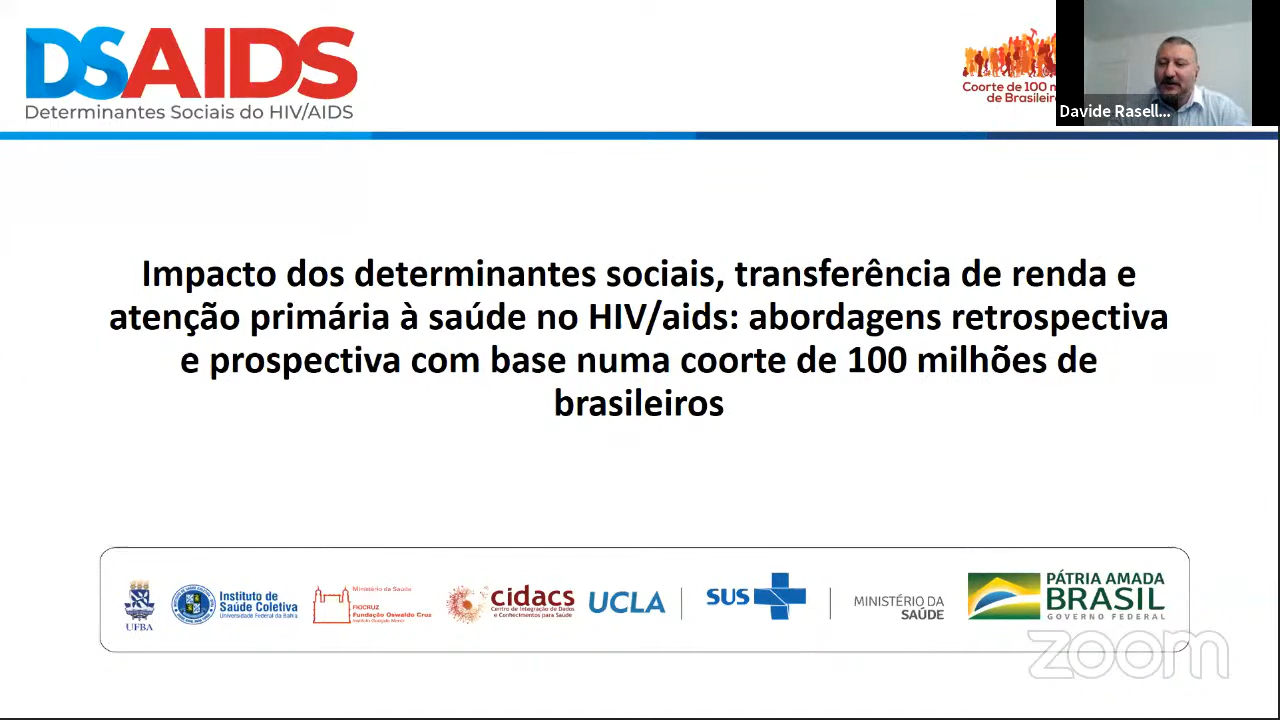 DSAIDS
Determinantes Sociais do HIV/AIDS
Coorte de 100 m
de Brasileir
Davide Rasell...
Impacto dos determinantes sociais, transferência de renda e
atenção primária à saúde no HIV/aids: abordagens retrospectiva
e prospectiva com base numa coorte de 100 milhões de
brasileiros
UFBA
Instituto de
Saúde Coletiva
Universidade Federal da Bahia
Ministério da Saúde
FIOCRUZ
Fundação Oswaldo Cruz
cidacs
Centro de Integração de Dados
e Conhecimentos para Saúde
UCLA
SUS
MINISTÉRIO DA
SAÚDE
PÁTRIA AMADA
BRASIL
GOVERNO FEDERAL
zoom